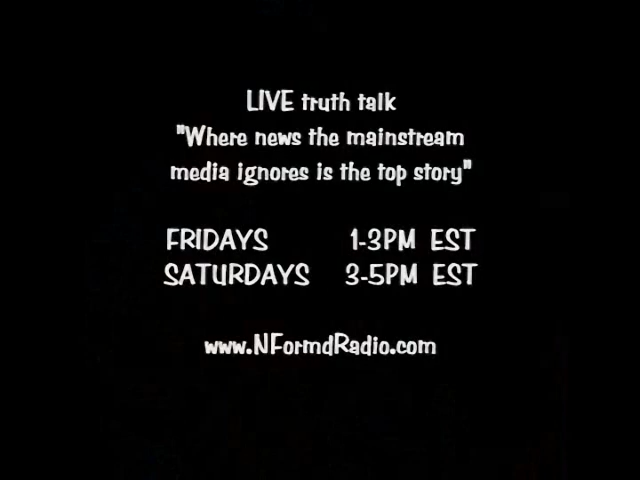 LIVE truth talk
"Where news the mainstream
media ignores is the top story"
FRIDAYS 1-3PM EST
SATURDAYS 3-5PM EST
www.NFormdRadio.com